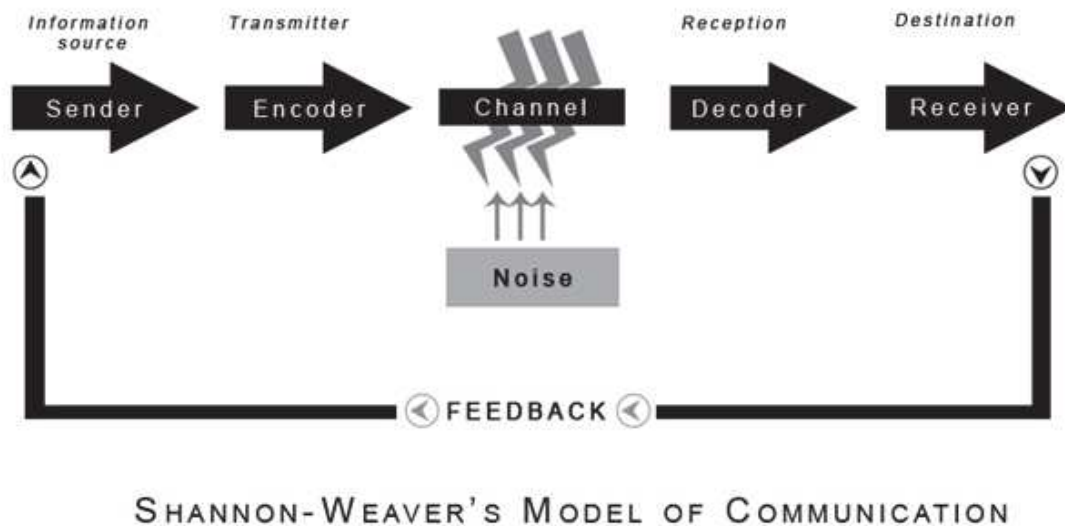 Information source
Transmitter
Reception
Destination
Sender
Encoder
Channel
Decoder
Receiver
Noise
FEEDBACK
SHANNON-WEAVER'S MODEL OF COMMUNICATION